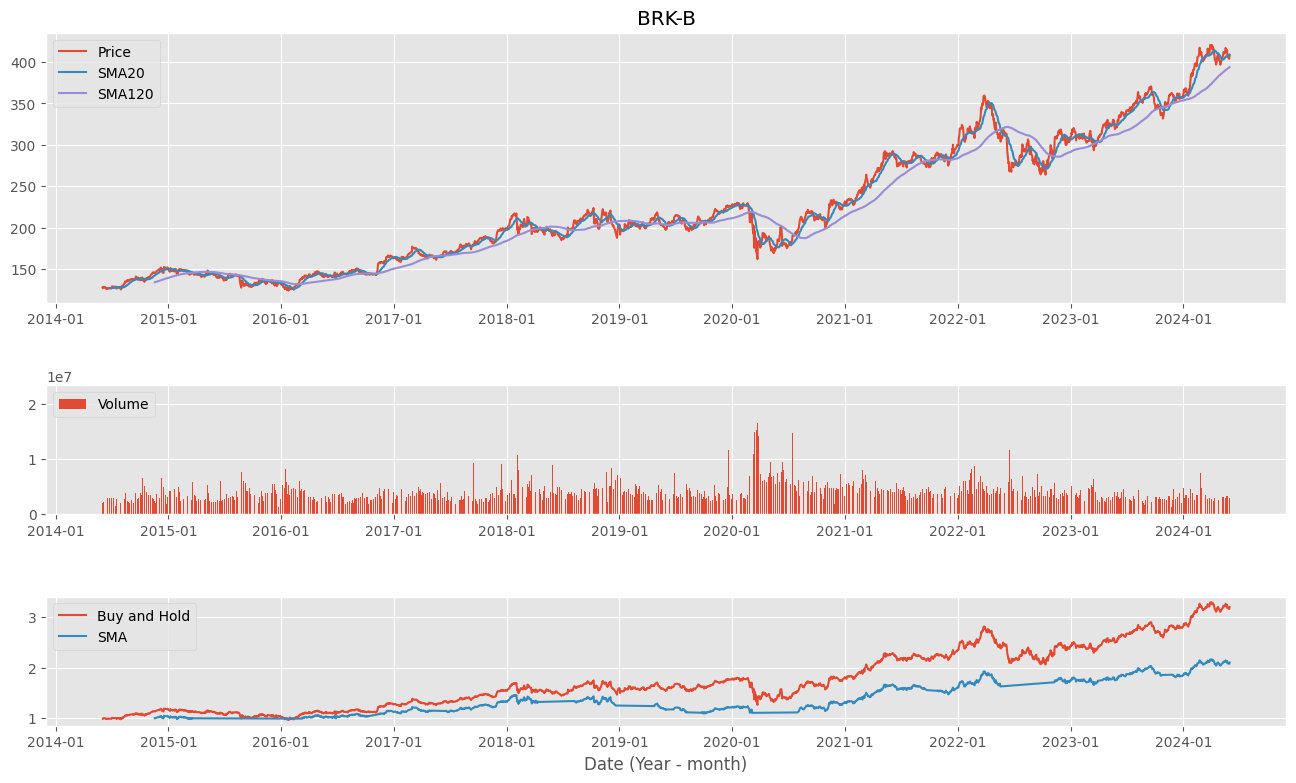 BRK-B
Price
SMA20
SMA120
400
350
300
250
200
150
2014-01 2015-01 2016-01 2017-01 2018-01 2019-01 2020-01 2021-01 2022-01 2023-01 2024-01
1e7
Volume
2
1
0
2014-01 2015-01 2016-01 2017-01 2018-01 2019-01 2020-01 2021-01 2022-01 2023-01 2024-01
Buy and Hold
SMA
3
2
1
2014-01 2015-01 2016-01 2017-01 2018-01 2019-01 2020-01 2021-01 2022-01 2023-01 2024-01
Date (Year - month)